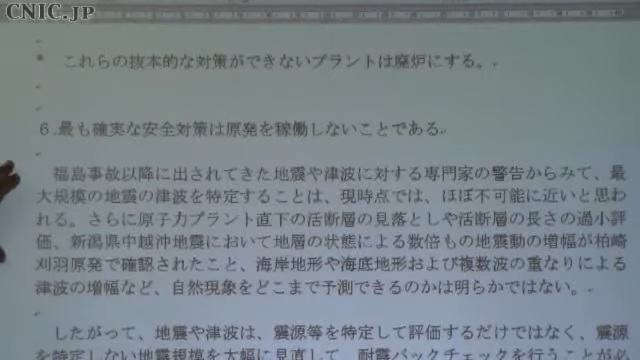 CNIC.JP
* これらの抜本的な対策ができないプラントは廃炉にする。
6.最も確実な安全対策は原発を稼働しないことである。
福島事故以降に出されてきた地震や津波に対する専門家の警告からみて、最
大規模の地震の津波を特定することは、現時点では、ほぼ不可能に近いと思わ
れる。さらに原子力プラント直下の活断層の見落としや活断層の長さの過小評
価、新潟県中越沖地震において地層の状態による数倍もの地震動の増幅が柏崎
刈羽原発で確認されたこと、海岸地形や海底地形および複数波の重なりによる
津波の増幅など、自然現象をどこまで予測できるのかは明らかではない。
したがって、地震や津波は、震源等を特定して評価するだけではなく、震源
を特定しない地震規模を大幅に見直して、耐震バックチェックを行うことが